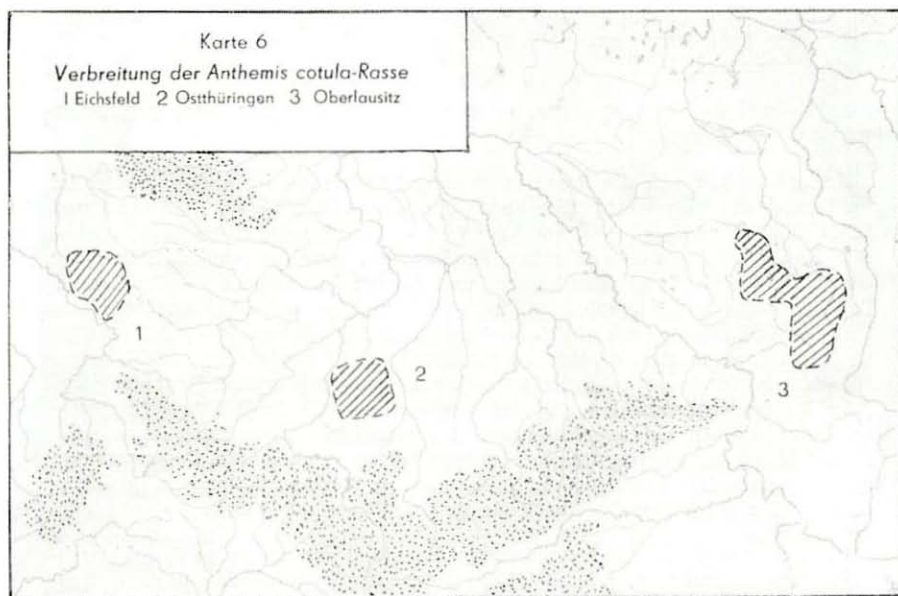 Karte 6
Verbreitung der Anthemis cotula-Rasse
1 Eichsfeld 2 Ostthüringen 3 Oberlausitz
1
2
3